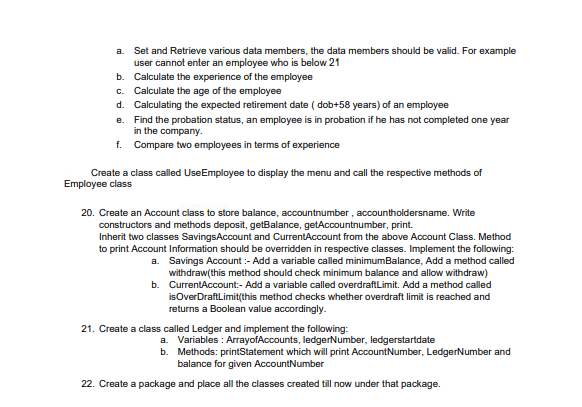 a. Set and Retrieve various data members, the data members should be valid. For example
user cannot enter an employee who is below 21
b. Calculate the experience of the employee
c. Calculate the age of the employee
d. Calculating the expected retirement date ( dob+58 years) of an employee
e. Find the probation status, an employee is in probation if he has not completed one year
in the company.
f. Compare two employees in terms of experience
Create a class called UseEmployee to display the menu and call the respective methods of
Employee class
20. Create an Account class to store balance, accountnumber , accountholdersname. Write
constructors and methods deposit, getBalance, getAccountnumber, print.
Inherit two classes SavingsAccount and CurrentAccount from the above Account Class. Method
to print Account Information should be overridden in respective classes. Implement the following:
a. Savings Account :- Add a variable called minimumBalance, Add a method called
withdraw(this method should check minimum balance and allow withdraw)
b. CurrentAccount:- Add a variable called overdraftLimit. Add a method called
isOverDraftLimit(this method checks whether overdraft limit is reached and
returns a Boolean value accordingly.
21. Create a class called Ledger and implement the following:
a. Variables : ArrayofAccounts, ledgerNumber, ledgerstartdate
b. Methods: printStatement which will print AccountNumber, LedgerNumber and
balance for given AccountNumber
22. Create a package and place all the classes created till now under that package.